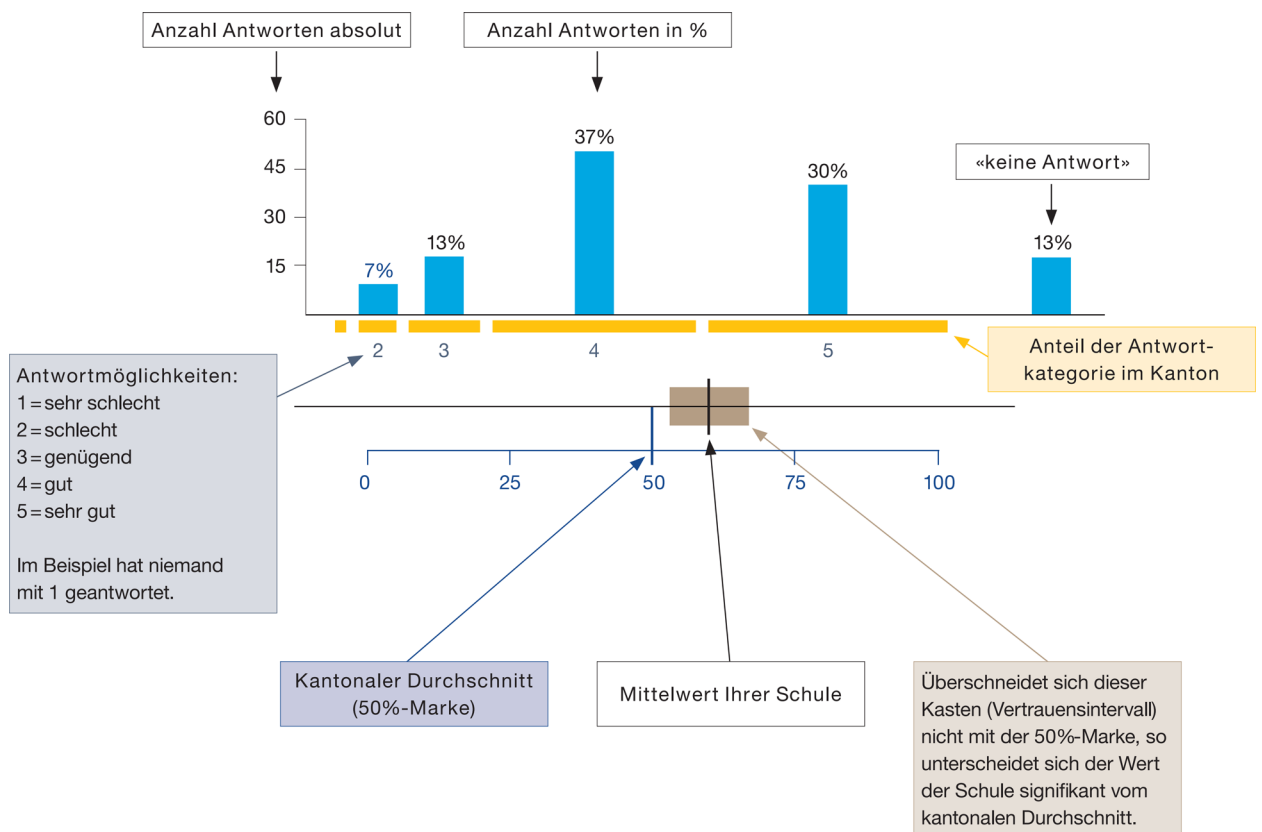 Anzahl Antworten absolut
Anzahl Antworten in %
60
45
30
15
7%
13%
37%
30%
«keine Antwort»
13%
2
3
4
5
Anteil der Antwort-
kategorie im Kanton
Antwortmöglichkeiten:
1=sehr schlecht
2=schlecht
3=genügend
4=gut
5=sehr gut
Im Beispiel hat niemand
mit 1 geantwortet.
0
25
50
75
100
Kantonaler Durchschnitt
(50%-Marke)
Mittelwert Ihrer Schule
Überschneidet sich dieser
Kasten (Vertrauensintervall)
nicht mit der 50%-Marke, so
unterscheidet sich der Wert
der Schule signifikant vom
kantonalen Durchschnitt.